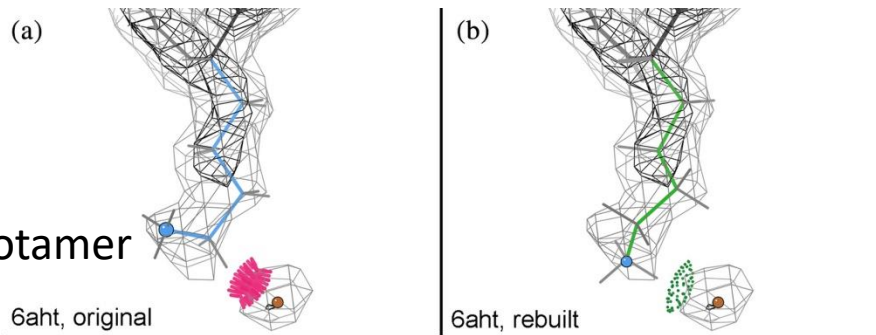 (a)
(b)
otamer
6aht, original
6aht, rebuilt